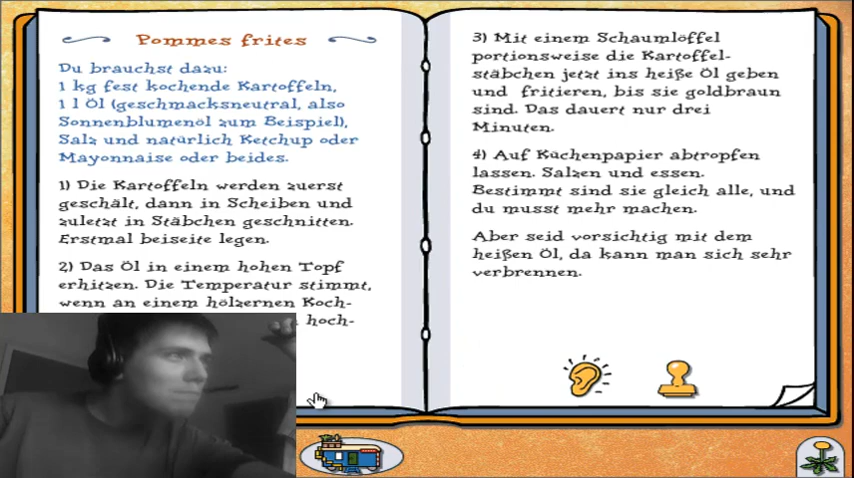 Pommes frites
Du brauchst dazu:
1 kg fest kochende Kartoffeln,
1 l Öl (geschmacksneutral, also
Sonnenblumenöl zum Beispiel),
Salz und natürlich Ketchup oder
Mayonnaise oder beides.
1) Die Kartoffeln werden zuerst
geschält, dann in Scheiben und
zuletzt in Stäbchen geschnitten.
Erstmal beiseite legen.
2) Das Öl in einem hohen Topf
erhitzen. Die Temperatur stimmt,
wenn an einem hölzernen Koch-
hoch-
3) Mit einem Schaumlöffel
portionsweise die Kartoffel-
stäbchen jetzt ins heiße Öl geben
und fritieren, bis sie goldbraun
sind. Das dauert nur drei
Minuten.
4) Auf Küchenpapier abtropfen
lassen. Salzen und essen.
Bestimmt sind sie gleich alle, und
du musst mehr machen.
Aber seid vorsichtig mit dem
heißen Öl, da kann man sich sehr
verbrennen.